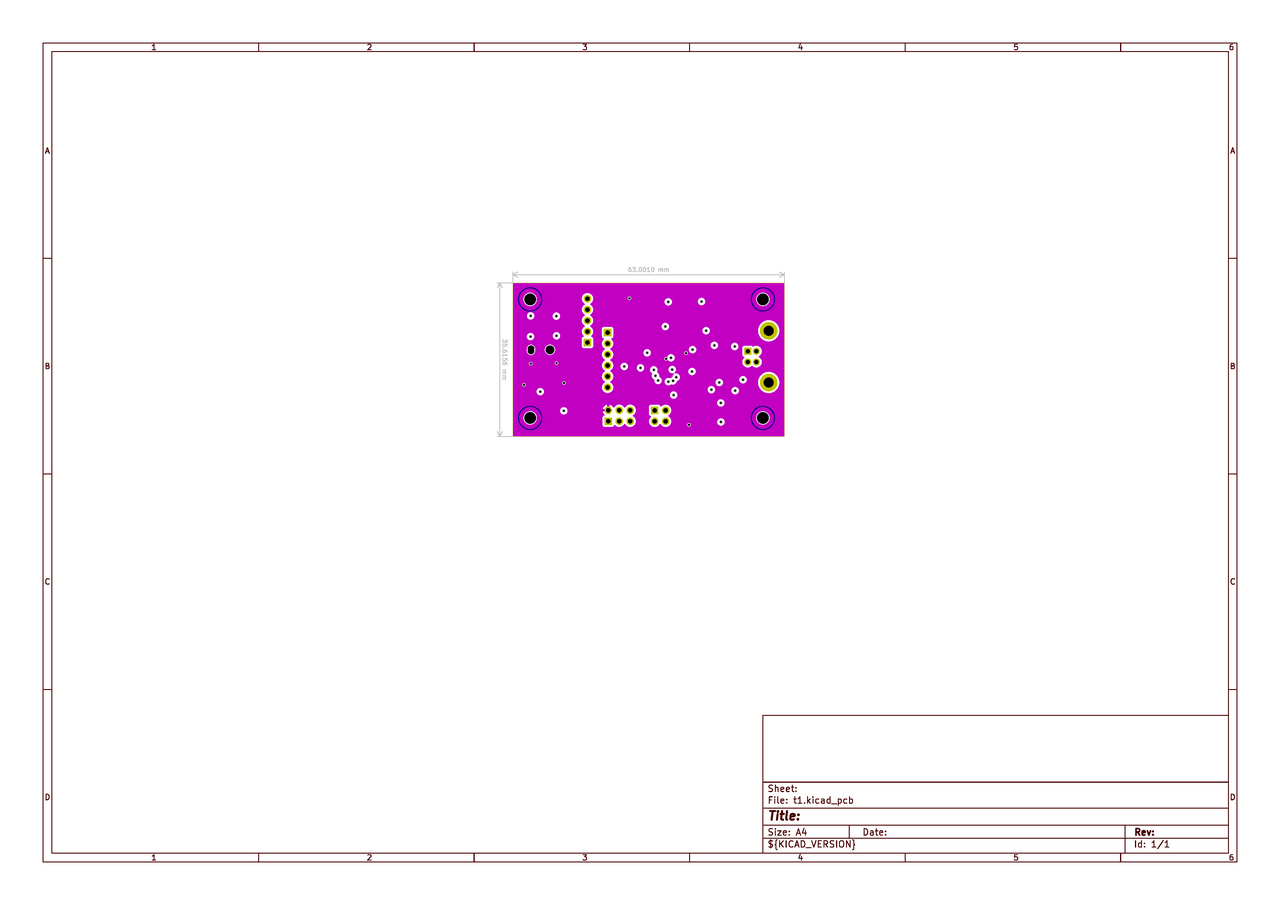 1 2 3 4 5 6
63.0010 mm
A A
35.6156 mm
B B
C C
Sheet:
File: t1.kicad_pcb
D D
Title:
Size: A4 Date: Rev:
${KICAD_VERSION} Id: 1/1
1 2 3 4 5 6